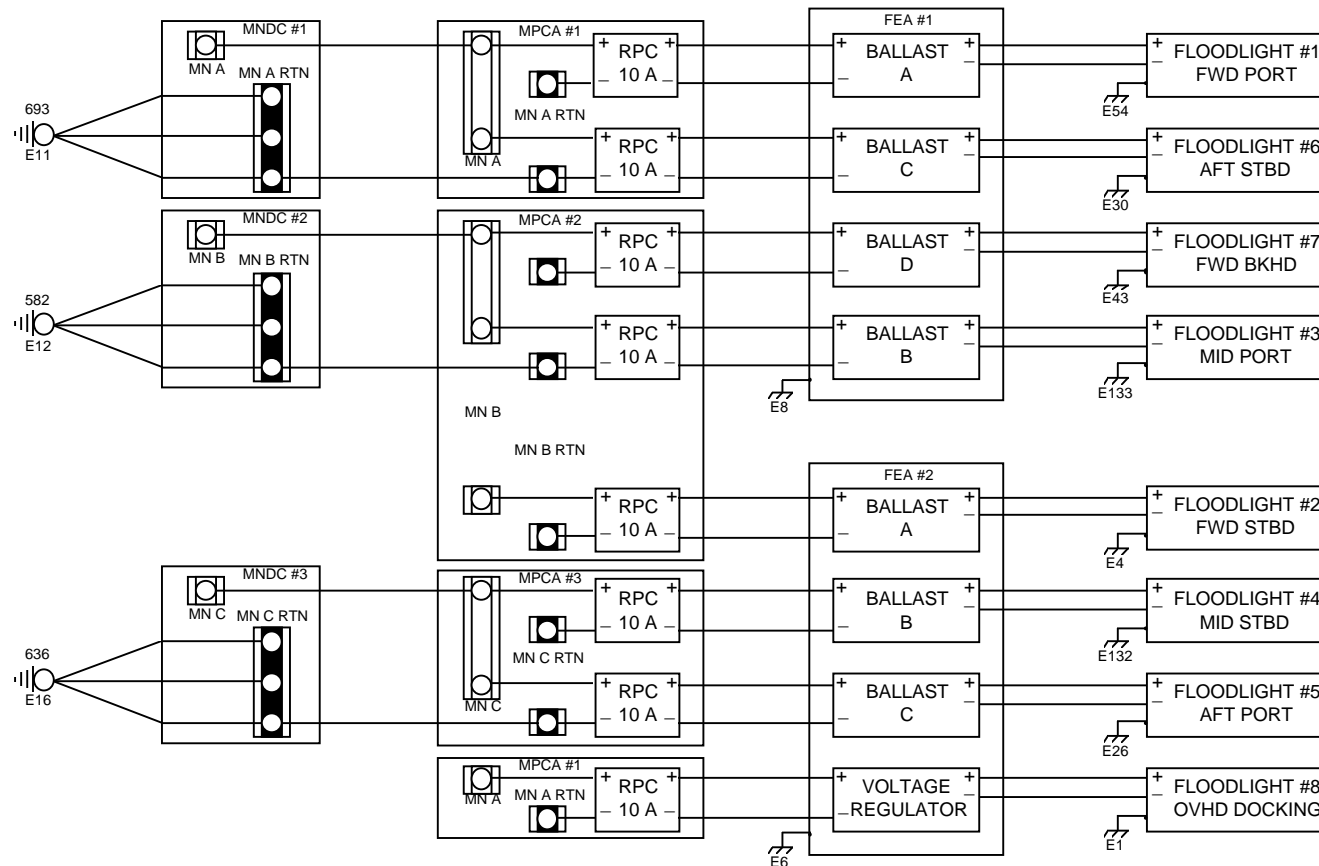 MNDC #1
MN A
MN A RTN
693
E11
MPCA #1
MN A RTN
MN A
+ RPC +
− 10 A −
+ RPC +
− 10 A −
FEA #1
+ BALLAST +
− A −
E54
+ FLOODLIGHT #1
− FWD PORT
+ BALLAST +
− C −
E30
+ FLOODLIGHT #6
− AFT STBD
MNDC #2
MN B
MN B RTN
582
E12
MPCA #2
+ RPC +
− 10 A −
+ RPC +
− 10 A −
MN B
MN B RTN
+ RPC +
− 10 A −
+ BALLAST +
− D −
E43
+ FLOODLIGHT #7
− FWD BKHD
+ BALLAST +
− B −
E8
E133
+ FLOODLIGHT #3
− MID PORT
FEA #2
+ BALLAST +
− A −
E4
+ FLOODLIGHT #2
− FWD STBD
MNDC #3
MN C
MN C RTN
636
E16
MPCA #3
MN C RTN
MN C
+ RPC +
− 10 A −
+ RPC +
− 10 A −
+ BALLAST +
− B −
E132
+ FLOODLIGHT #4
− MID STBD
+ BALLAST +
− C −
E26
+ FLOODLIGHT #5
− AFT PORT
MPCA #1
MN A
MN A RTN
+ RPC +
− 10 A −
+ VOLTAGE +
− REGULATOR −
E6
E1
+ FLOODLIGHT #8
− OVHD DOCKING